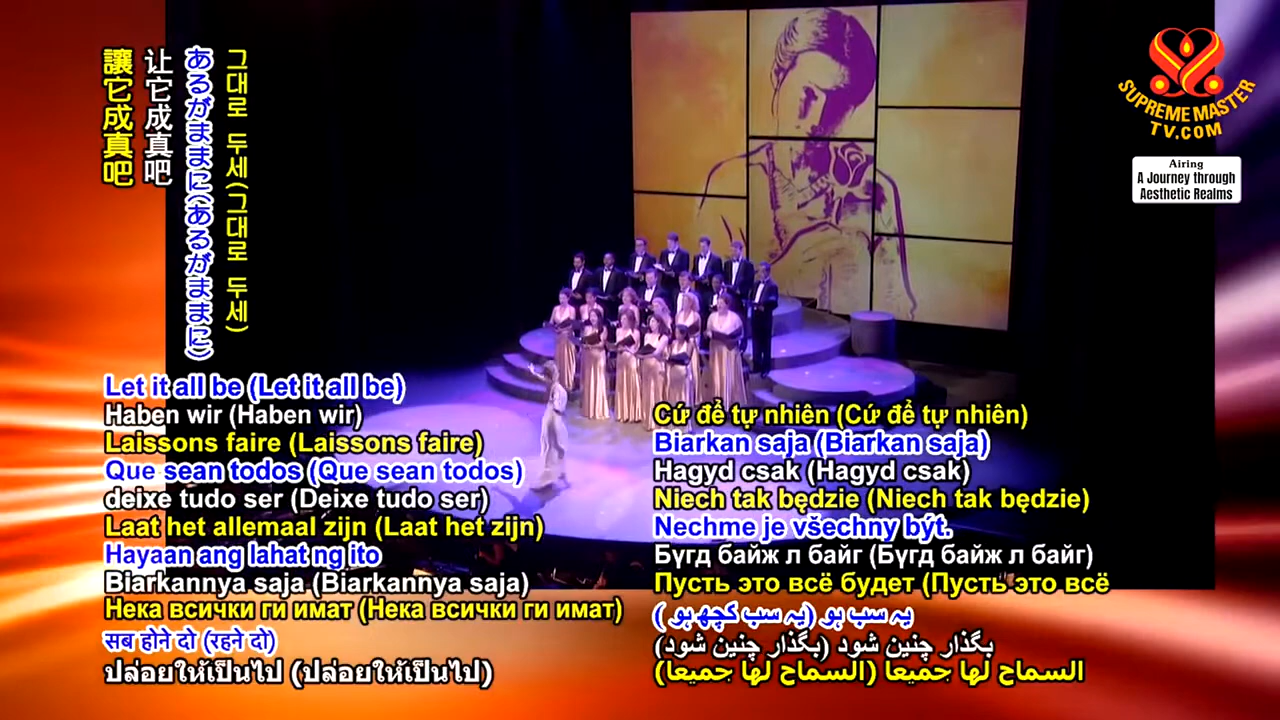 讓它成真吧
让它成真吧
あるがままに(あるがままに)
그대로 두세(그대로 두세)
SUPREME MASTER
TV.COM
Airing
A Journey through
Aesthetic Realms
Let it all be (Let it all be)
Haben wir (Haben wir)
Laissons faire (Laissons faire)
Que sean todos (Que sean todos)
deixe tudo ser (Deixe tudo ser)
Laat het allemaal zijn (Laat het zijn)
Hayaan ang lahat ng ito
Biarkannya saja (Biarkannya saja)
Нека всички ги имат (Нека всички ги имат)
सब होने दो (रहने दो)
ปล่อยให้เป็นไป (ปล่อยให้เป็นไป)
Cứ để tự nhiên (Cứ để tự nhiên)
Biarkan saja (Biarkan saja)
Hagyd csak (Hagyd csak)
Niech tak będzie (Niech tak będzie)
Nechme je všechny být.
Бүгд байж л байг (Бүгд байж л байг)
Пусть это всё будет (Пусть это всё
یہ سب ہو (یہ سب کچھ ہو )
بگذار چنین شود (بگذار چنین شود)
السماح لها جميعا (السماح لها جميعا)